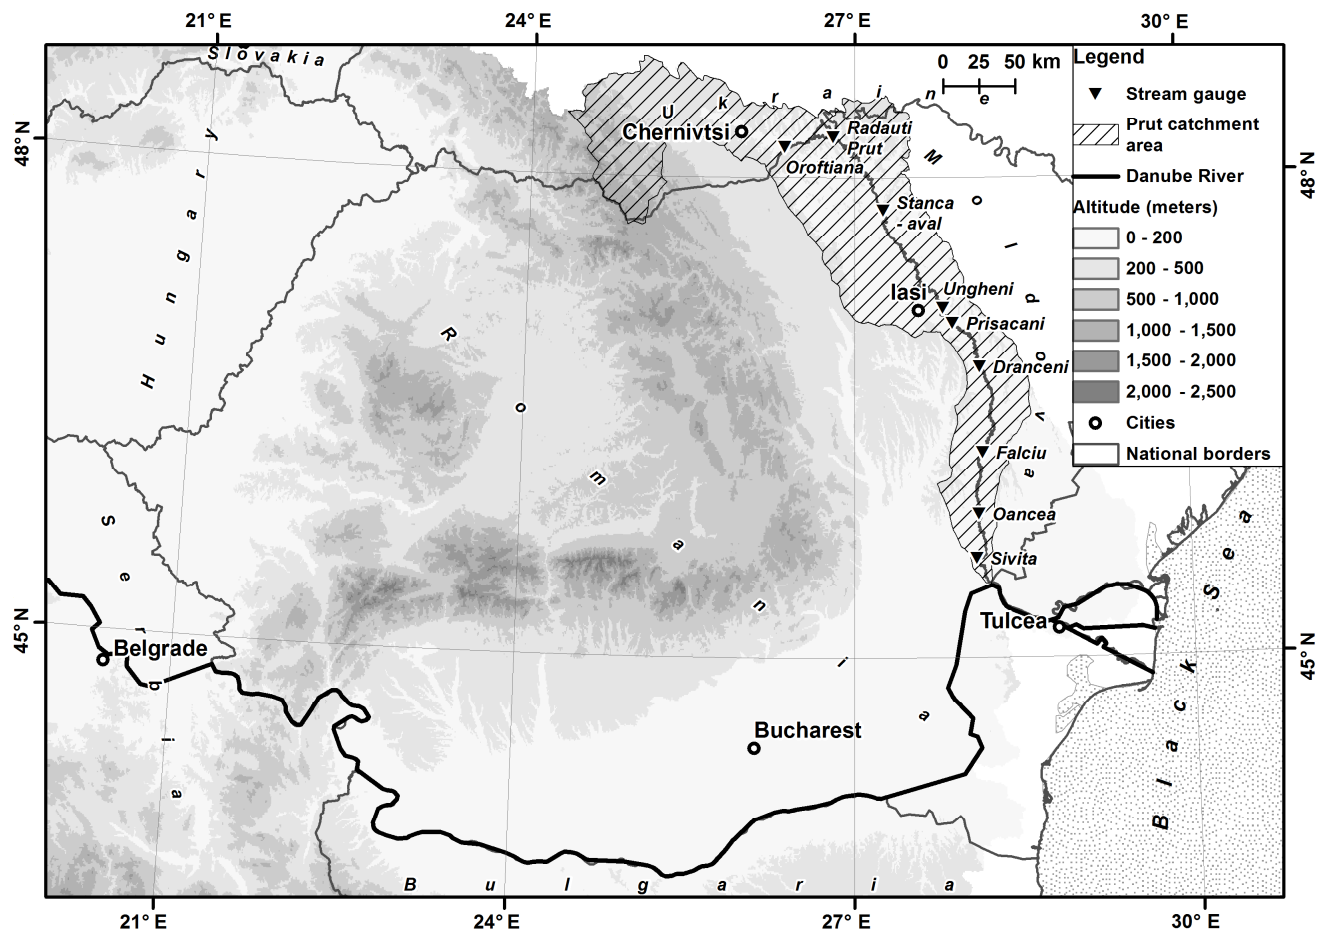 21° E
24° E
27° E
30° E
Slovakia
Ukraine
0 25 50 km
Legend
Stream gauge
Prut catchment
area
Danube River
Altitude (meters)
0 - 200
200 - 500
500 - 1,000
1,000 - 1,500
1,500 - 2,000
2,000 - 2,500
Cities
National borders
48° N
48° N
Chernivtsi
Radauti
Prut
Oroftiana
Moldova
Stanca
- aval
Hungary
Iasi
Ungheni
Prisacani
Romania
Dranceni
Falciu
Oancea
Sivita
Serbia
45° N
45° N
Belgrade
Tulcea
Bucharest
Black Sea
Bulgaria
21° E
24° E
27° E
30° E